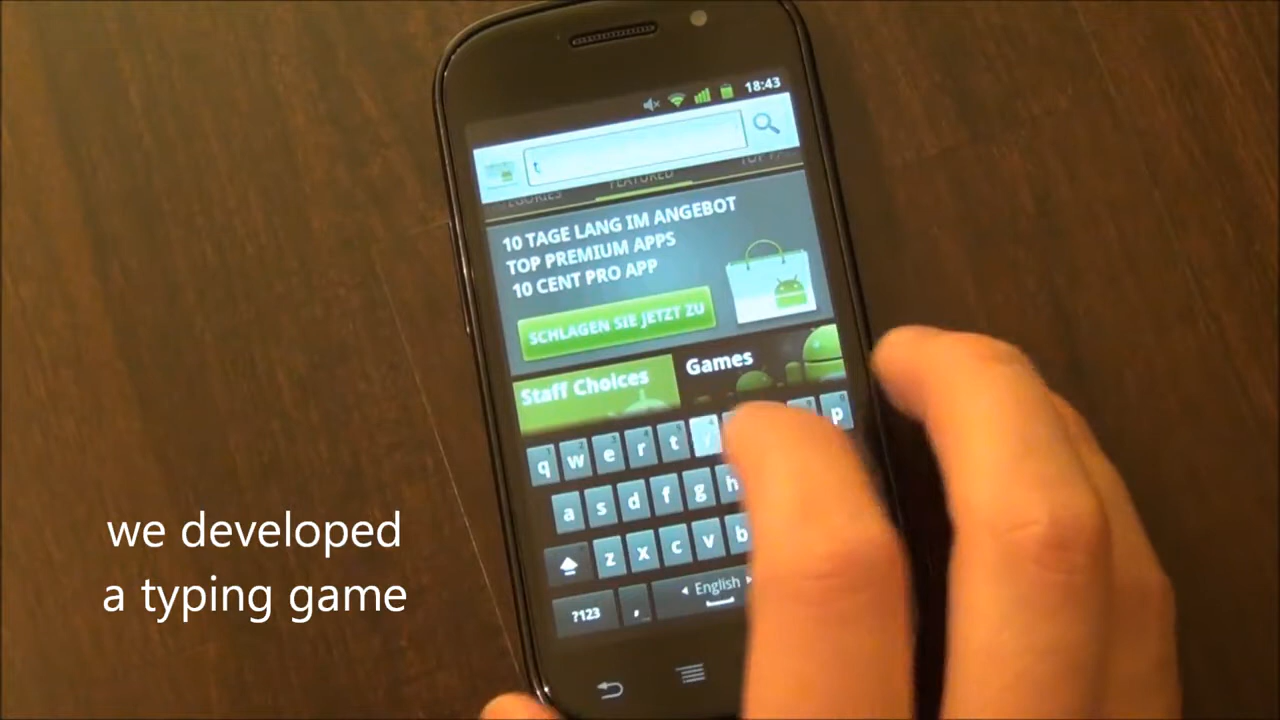 18:43
t
FEATURED
10 TAGE LANG IM ANGEBOT
TOP PREMIUM APPS
10 CENT PRO APP
SCHLAGEN SIE JETZT ZU
Staff Choices
Games
q w e r t p
a s d f g h
z x c v b
?123 , English
we developed
a typing game